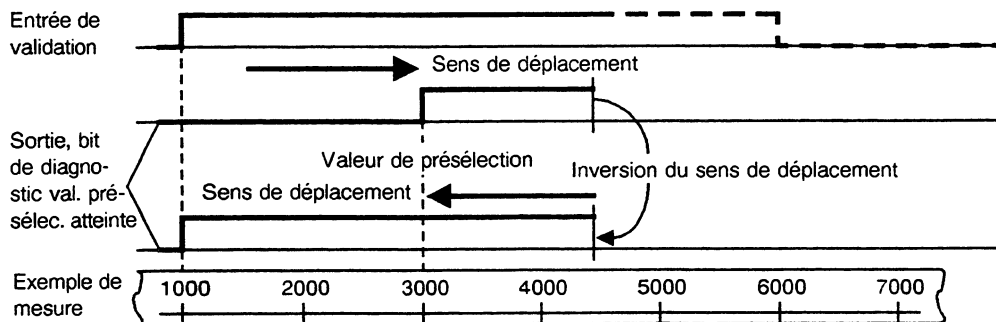 Entrée de
validation
Sens de déplacement
Sortie, bit
de diagno-
stic val. pré-
sélec. atteinte
Valeur de présélection
Inversion du sens de déplacement
Sens de déplacement
Exemple de
mesure
1000 2000 3000 4000 5000 6000 7000